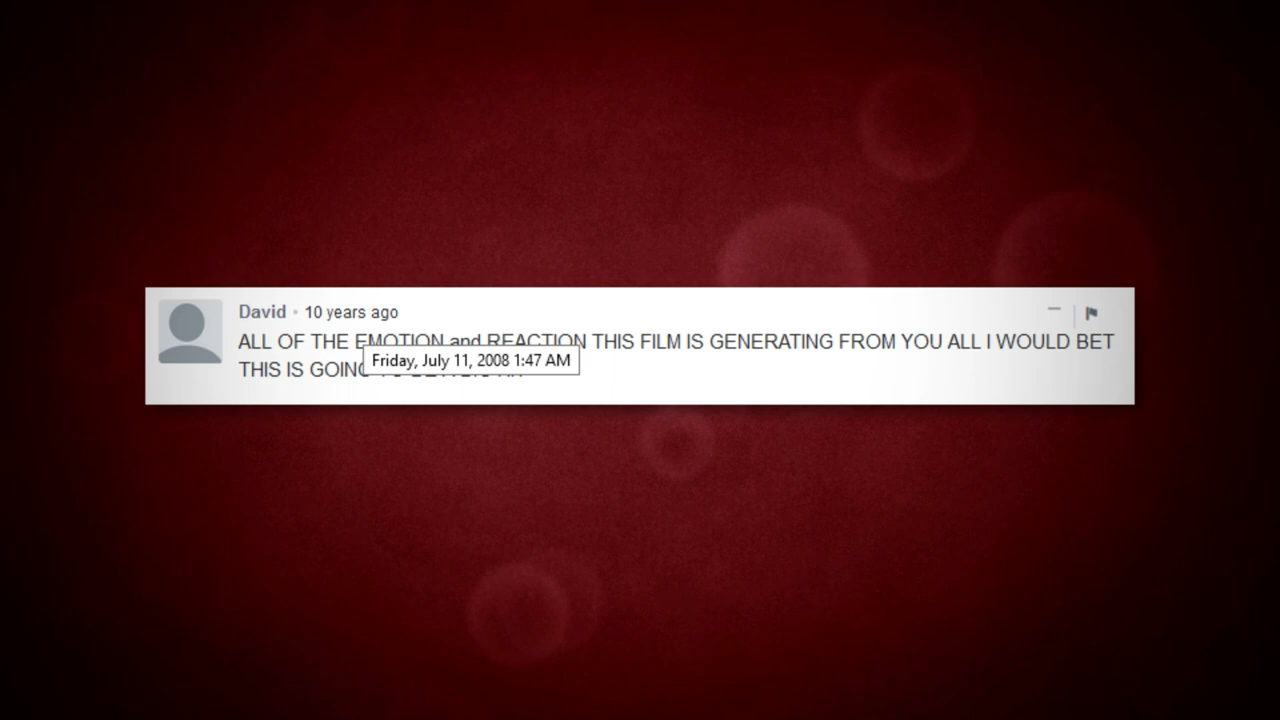 David • 10 years ago
ALL OF THE EMOTION and REACTION THIS FILM IS GENERATING FROM YOU ALL I WOULD BET
Friday, July 11, 2008 1:47 AM
THIS IS GOING